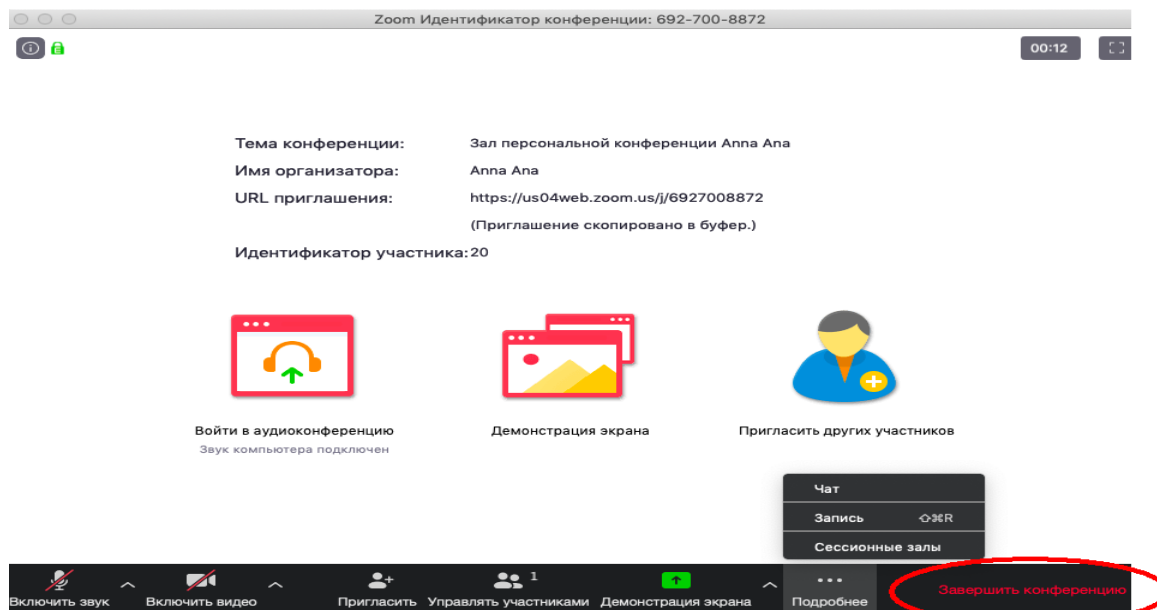 Zoom Идентификатор конференции: 692-700-8872
00:12
Тема конференции: Зал персональной конференции Anna Ana
Имя организатора: Anna Ana
URL приглашения: https://us04web.zoom.us/j/6927008872
(Приглашение скопировано в буфер.)
Идентификатор участника: 20
Войти в аудиоконференцию
Звук компьютера подключен
Демонстрация экрана
Пригласить других участников
Чат
Запись ⇧⌘R
Сессионные залы
Включить звук
Включить видео
Пригласить
Управлять участниками 1
Демонстрация экрана
Подробнее
Завершить конференцию